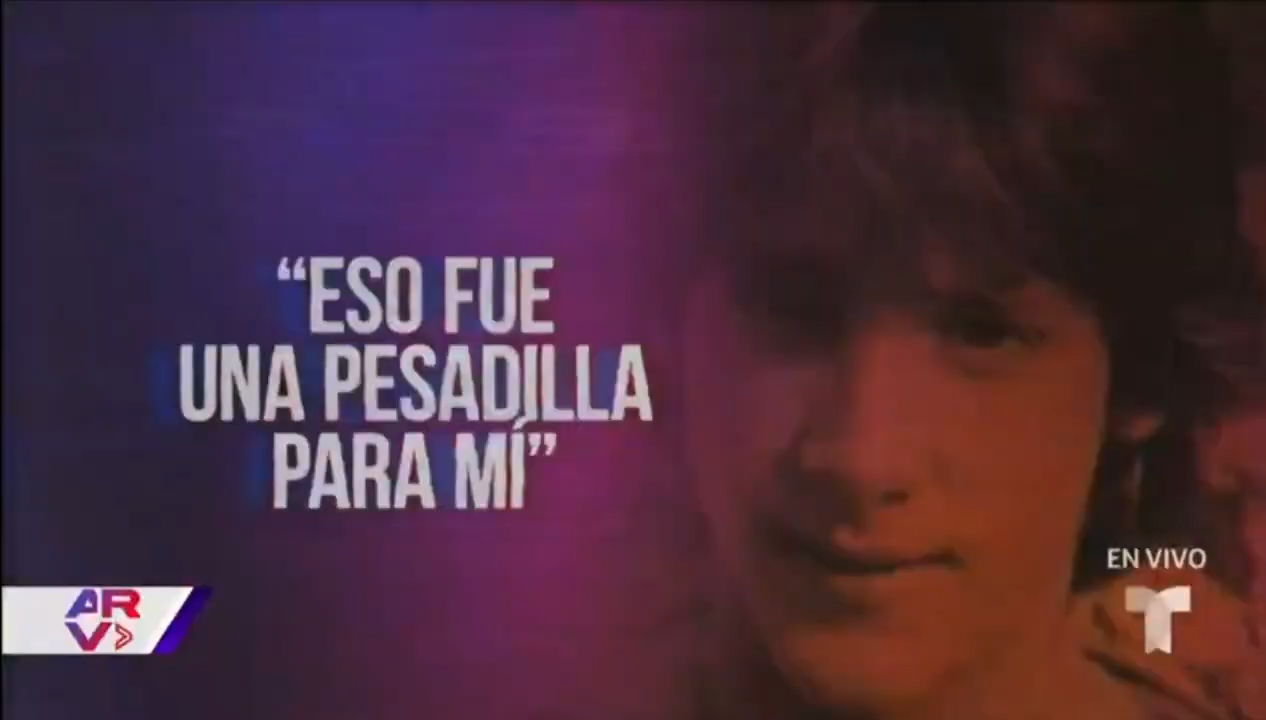 “ESO FUE
UNA PESADILLA
PARA MÍ”
EN VIVO
T
ARV